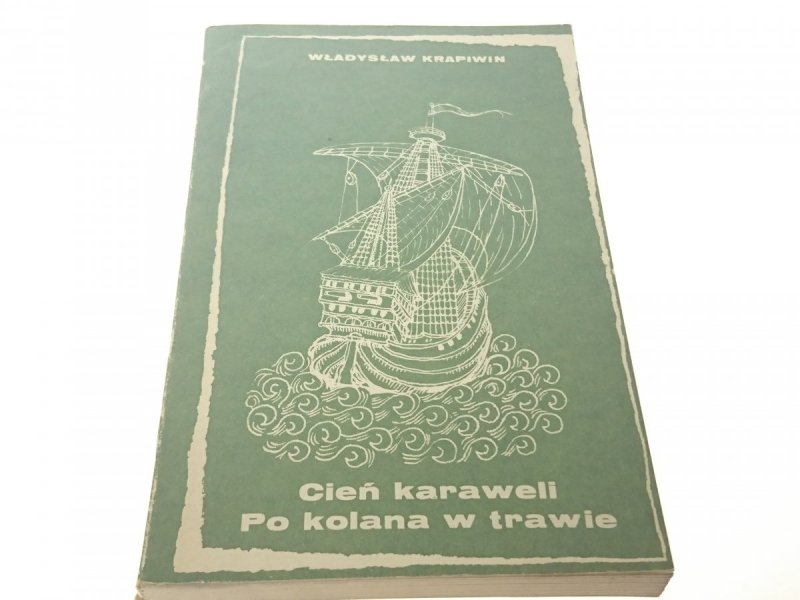 WŁADYSŁAW KRAPIWIN
Cień karaweli
Po kolana w trawie